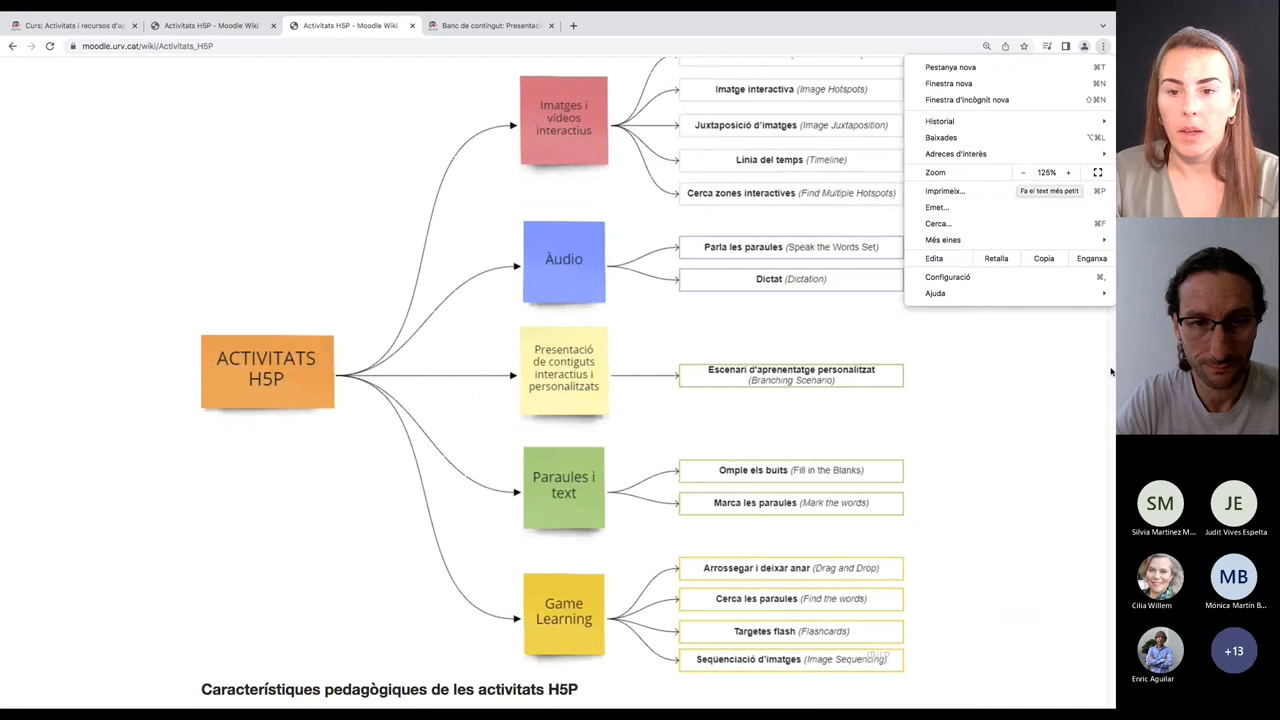 Curs: Activitats i recursos d'ap
Activitats H5P - Moodle Wiki
Activitats H5P - Moodle Wiki
Banc de contingut: Presentació
moodle.urv.cat/wiki/Activitats_H5P
Pestanya nova ⌘T
Finestra nova ⌘N
Finestra d'incògnit nova ⇧⌘N
Historial
Baixades ⌥⌘L
Adreces d'interès
Zoom - 125% +
Imprimeix... ⌘P
Fa el text més petit
Emet...
Cerca... ⌘F
Més eines
Edita Retalla Copia Enganxa
Configuració ⌘,
Ajuda
ACTIVITATS
H5P
Imatges i
vídeos
interactius
Imatge interactiva (Image Hotspots)
Juxtaposició d'imatges (Image Juxtaposition)
Línia del temps (Timeline)
Cerca zones interactives (Find Multiple Hotspots)
Àudio
Parla les paraules (Speak the Words Set)
Dictat (Dictation)
Presentació
de contiguts
interactius i
personalitzats
Escenari d'aprenentatge personalitzat
(Branching Scenario)
Paraules i
text
Omple els buits (Fill in the Blanks)
Marca les paraules (Mark the words)
Game
Learning
Arrossegar i deixar anar (Drag and Drop)
Cerca les paraules (Find the words)
Targetes flash (Flashcards)
Seqüenciació d'imatges (Image Sequencing)
miro
Característiques pedagògiques de les activitats H5P
SM
Silvia Martinez M...
JE
Judit Vives Espelta
Cilia Willem
MB
Mónica Martín B...
Enric Aguilar
+13